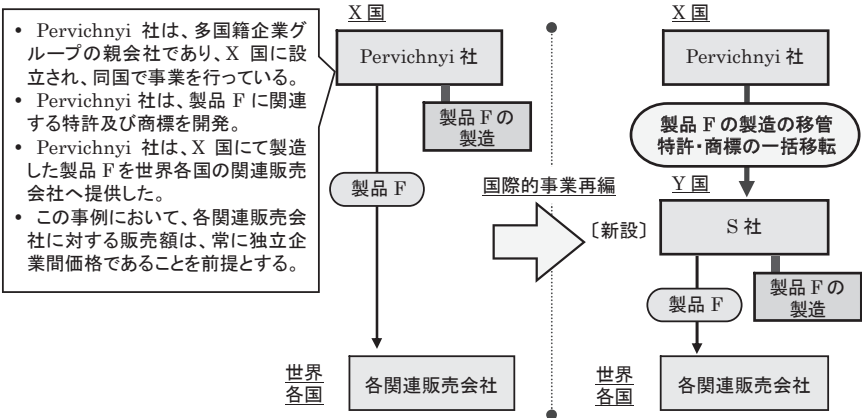 • Pervichnyi 社は、多国籍企業グ
ループの親会社であり、X 国に設
立され、同国で事業を行っている。
• Pervichnyi 社は、製品 F に関連
する特許及び商標を開発。
• Pervichnyi 社は、X 国にて製造
した製品 F を世界各国の関連販売
会社へ提供した。
• この事例において、各関連販売会
社に対する販売額は、常に独立企
業間価格であることを前提とする。
X 国
Pervichnyi 社
製品 F の
製造
製品 F
世界
各国
各関連販売会社
国際的事業再編
X 国
Pervichnyi 社
製品 F の製造の移管
特許・商標の一括移転
Y 国
〔新設〕
S 社
製品 F の
製造
製品 F
世界
各国
各関連販売会社